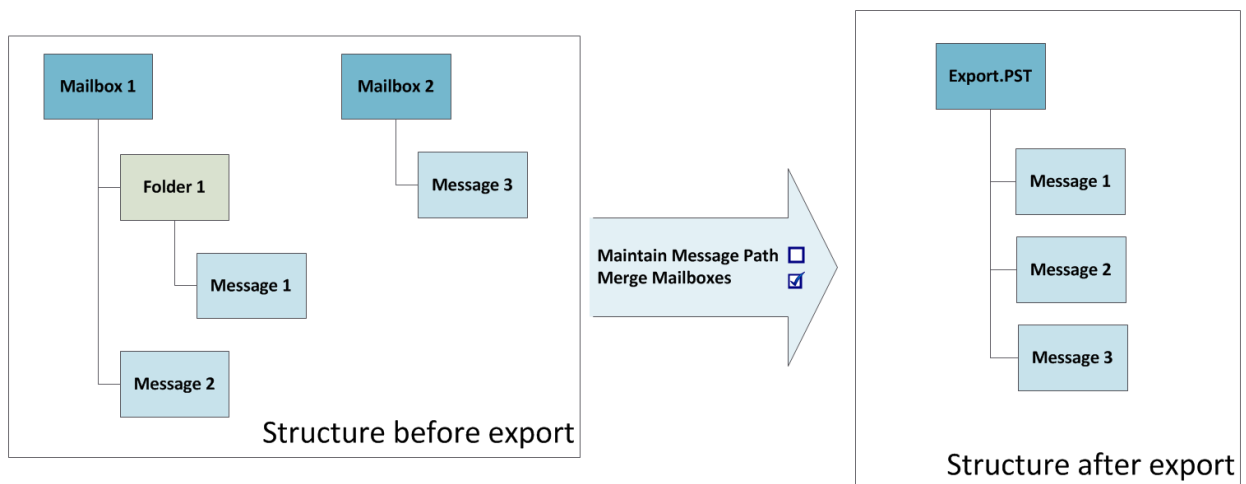 Mailbox 1
Mailbox 2
Folder 1
Message 3
Message 1
Message 2
Structure before export
Maintain Message Path
Merge Mailboxes
Export.PST
Message 1
Message 2
Message 3
Structure after export